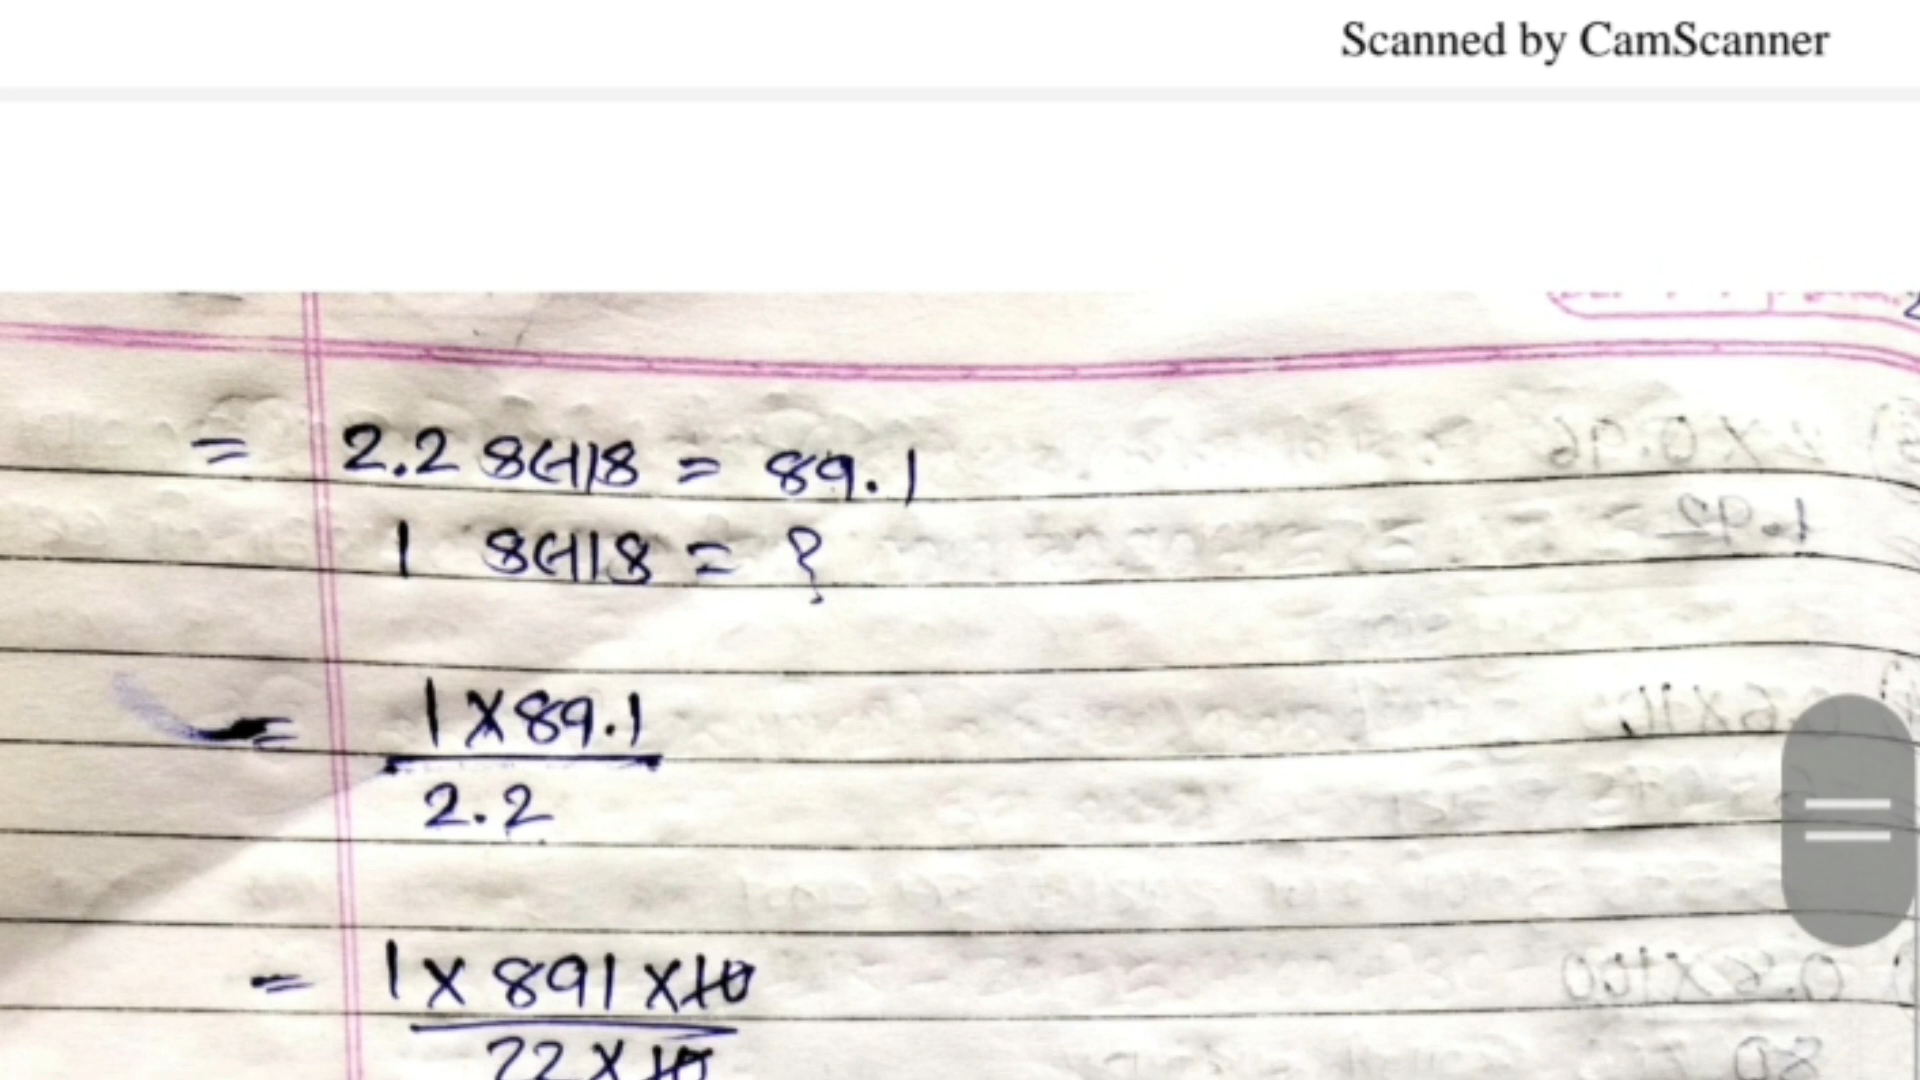 Scanned by CamScanner
= 2.2 કલાક = 89.1
1 કલાક = ?
= 1 × 89.1
2.2
= 1 × 891 × 10
22 × 10